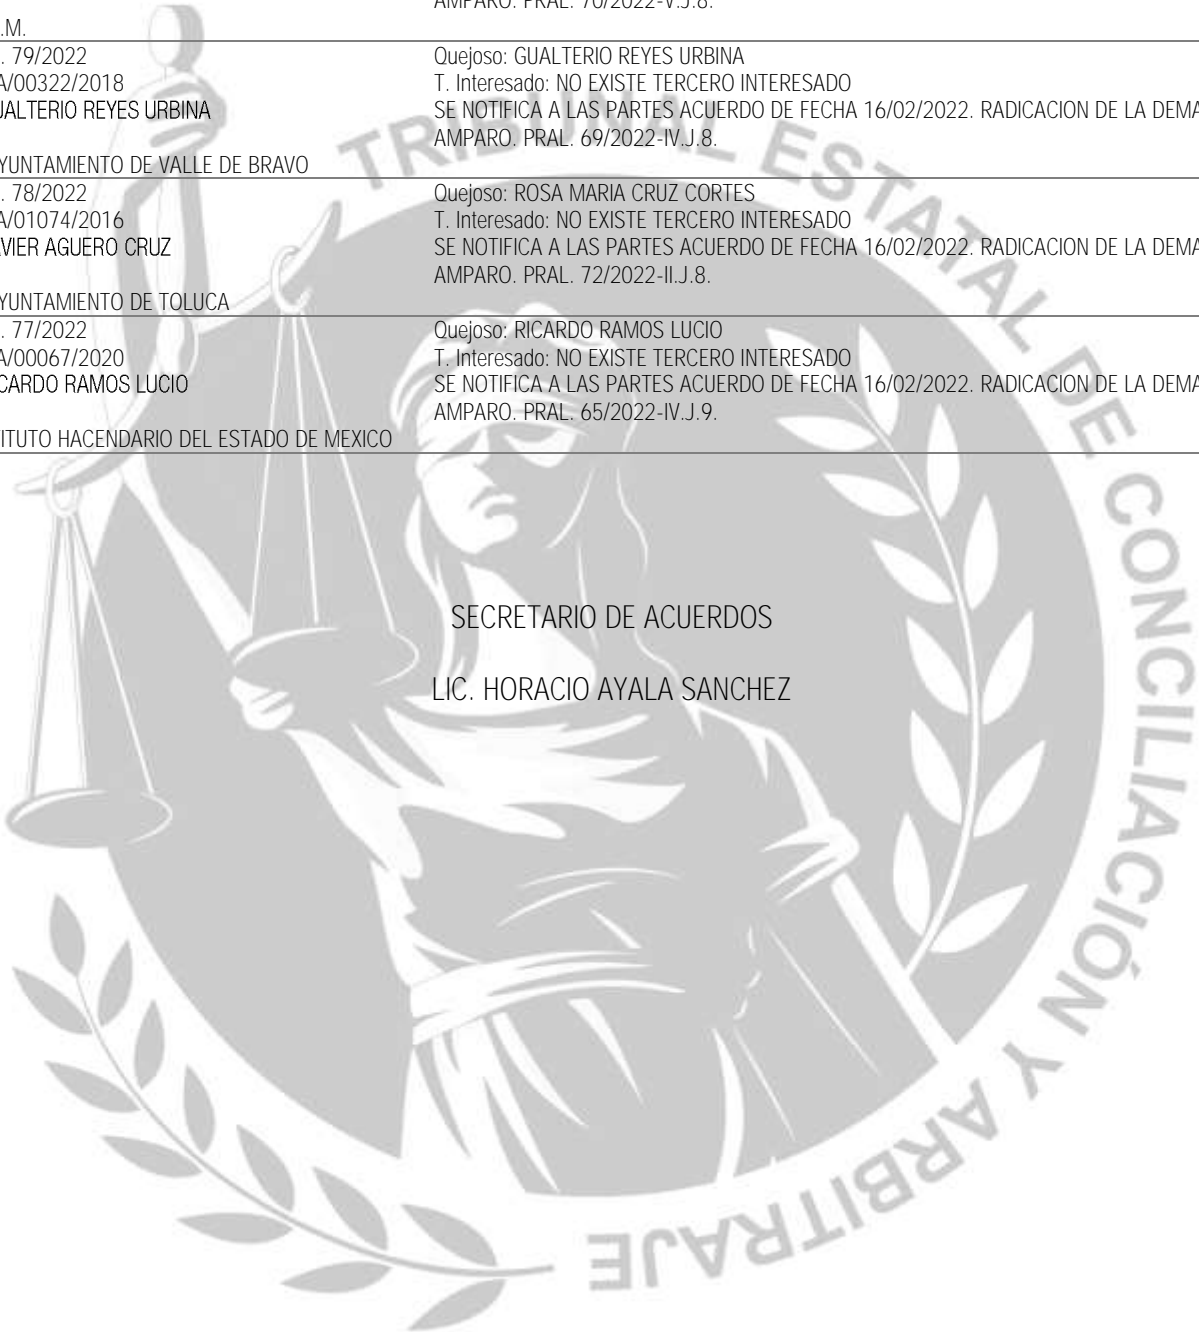 AMPARO. PRAL. 70/2022-V.J.8.
.M.
. 79/2022
Quejoso: GUALTERIO REYES URBINA
A/00322/2018
T. Interesado: NO EXISTE TERCERO INTERESADO
UALTERIO REYES URBINA
SE NOTIFICA A LAS PARTES ACUERDO DE FECHA 16/02/2022. RADICACION DE LA DEMA
AMPARO. PRAL. 69/2022-IV.J.8.
YUNTAMIENTO DE VALLE DE BRAVO
. 78/2022
Quejoso: ROSA MARIA CRUZ CORTES
A/01074/2016
T. Interesado: NO EXISTE TERCERO INTERESADO
VIER AGUERO CRUZ
SE NOTIFICA A LAS PARTES ACUERDO DE FECHA 16/02/2022. RADICACION DE LA DEMA
AMPARO. PRAL. 72/2022-II.J.8.
YUNTAMIENTO DE TOLUCA
. 77/2022
Quejoso: RICARDO RAMOS LUCIO
A/00067/2020
T. Interesado: NO EXISTE TERCERO INTERESADO
CARDO RAMOS LUCIO
SE NOTIFICA A LAS PARTES ACUERDO DE FECHA 16/02/2022. RADICACION DE LA DEMA
AMPARO. PRAL. 65/2022-IV.J.9.
TITUTO HACENDARIO DEL ESTADO DE MEXICO
SECRETARIO DE ACUERDOS
LIC. HORACIO AYALA SANCHEZ
TRIBUNAL ESTATAL DE CONCILIACIÓN Y ARBITRAJE